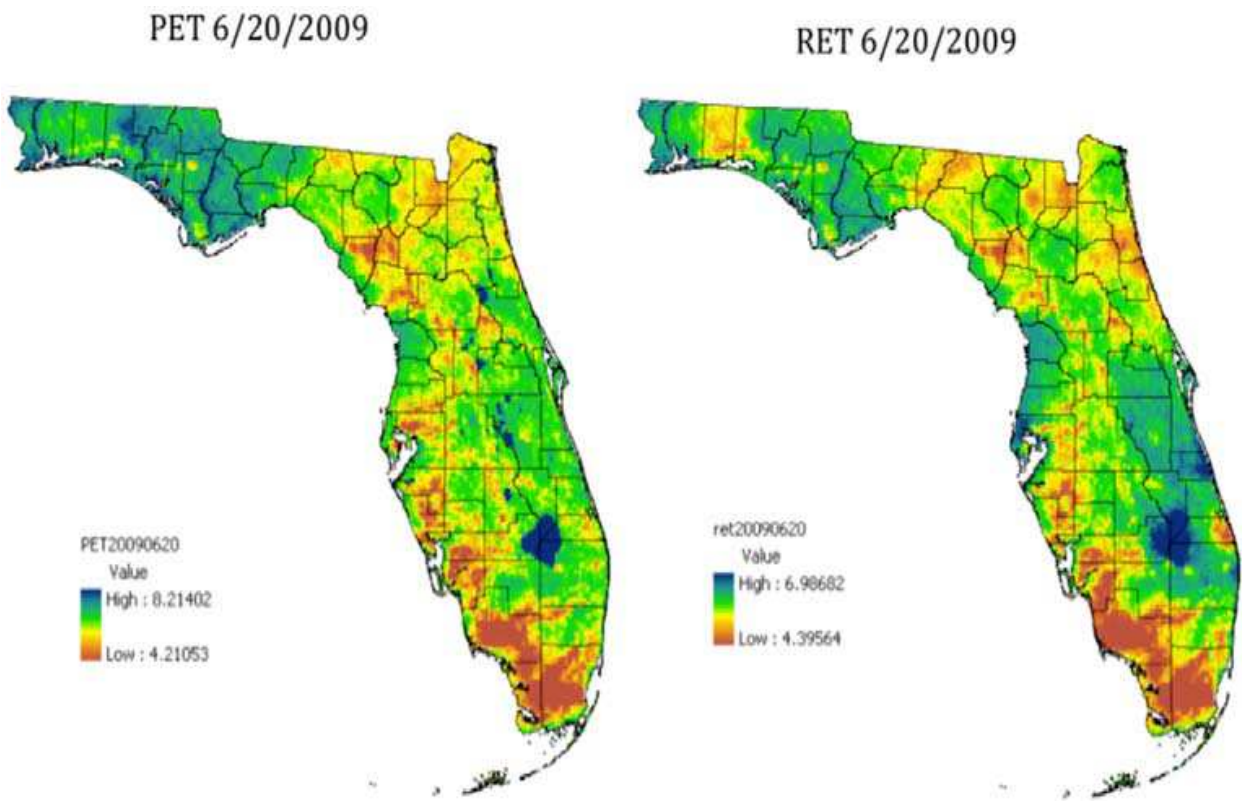 PET 6/20/2009
RET 6/20/2009
PET20090620
Value
High : 8.21402
Low : 4.21053
ret20090620
Value
High : 6.98682
Low : 4.39564